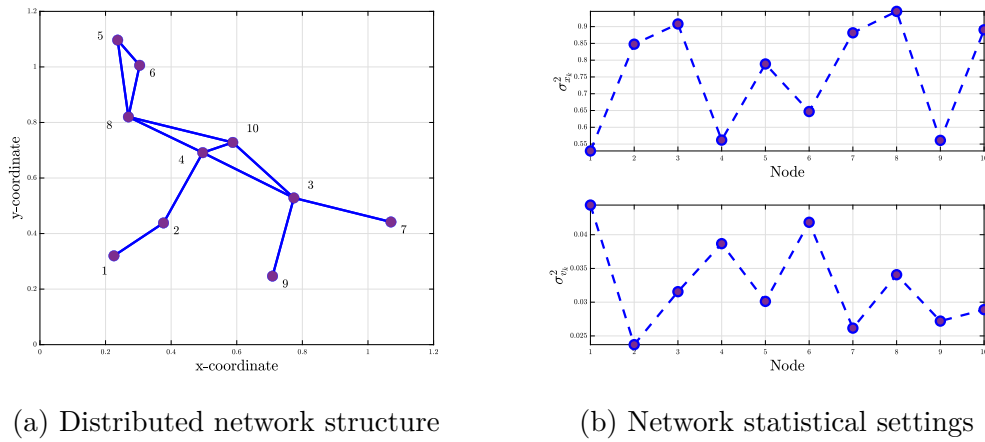 1.2
1
0.8
0.6
0.4
0.2
0
y-coordinate
5
6
8
10
4
3
2
7
1
9
0 0.2 0.4 0.6 0.8 1 1.2
x-coordinate
0.9
0.85
0.8
0.75
0.7
0.65
0.6
0.55
σ²ₓₖ
1 2 3 4 5 6 7 8 9 10
Node
0.04
0.035
0.03
0.025
σ²ᵥₖ
1 2 3 4 5 6 7 8 9 10
Node
(a) Distributed network structure
(b) Network statistical settings